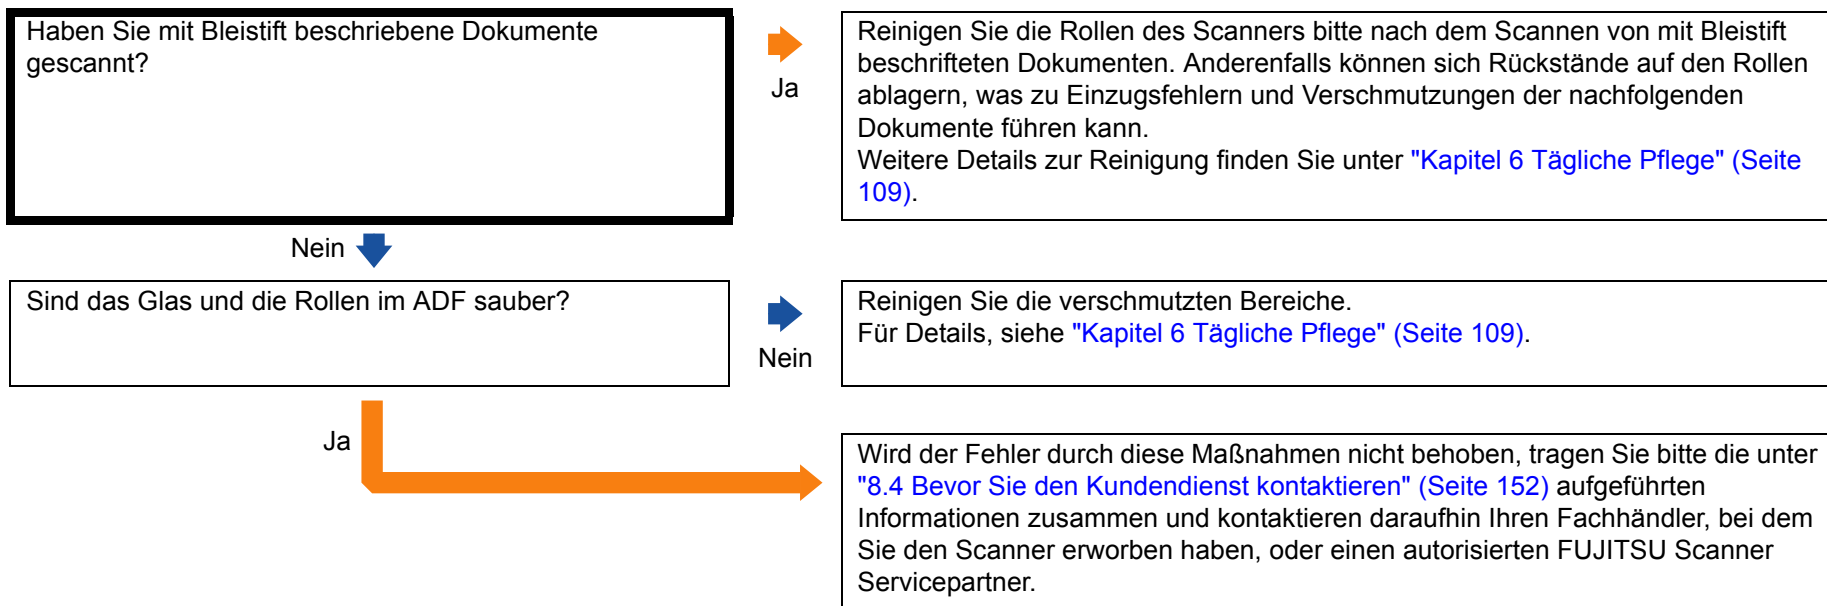 Haben Sie mit Bleistift beschriebene Dokumente
gescannt?
Ja
Reinigen Sie die Rollen des Scanners bitte nach dem Scannen von mit Bleistift
beschrifteten Dokumenten. Anderenfalls können sich Rückstände auf den Rollen
ablagern, was zu Einzugsfehlern und Verschmutzungen der nachfolgenden
Dokumente führen kann.
Weitere Details zur Reinigung finden Sie unter "Kapitel 6 Tägliche Pflege" (Seite
109).
Nein
Sind das Glas und die Rollen im ADF sauber?
Nein
Reinigen Sie die verschmutzten Bereiche.
Für Details, siehe "Kapitel 6 Tägliche Pflege" (Seite 109).
Ja
Wird der Fehler durch diese Maßnahmen nicht behoben, tragen Sie bitte die unter
"8.4 Bevor Sie den Kundendienst kontaktieren" (Seite 152) aufgeführten
Informationen zusammen und kontaktieren daraufhin Ihren Fachhändler, bei dem
Sie den Scanner erworben haben, oder einen autorisierten FUJITSU Scanner
Servicepartner.